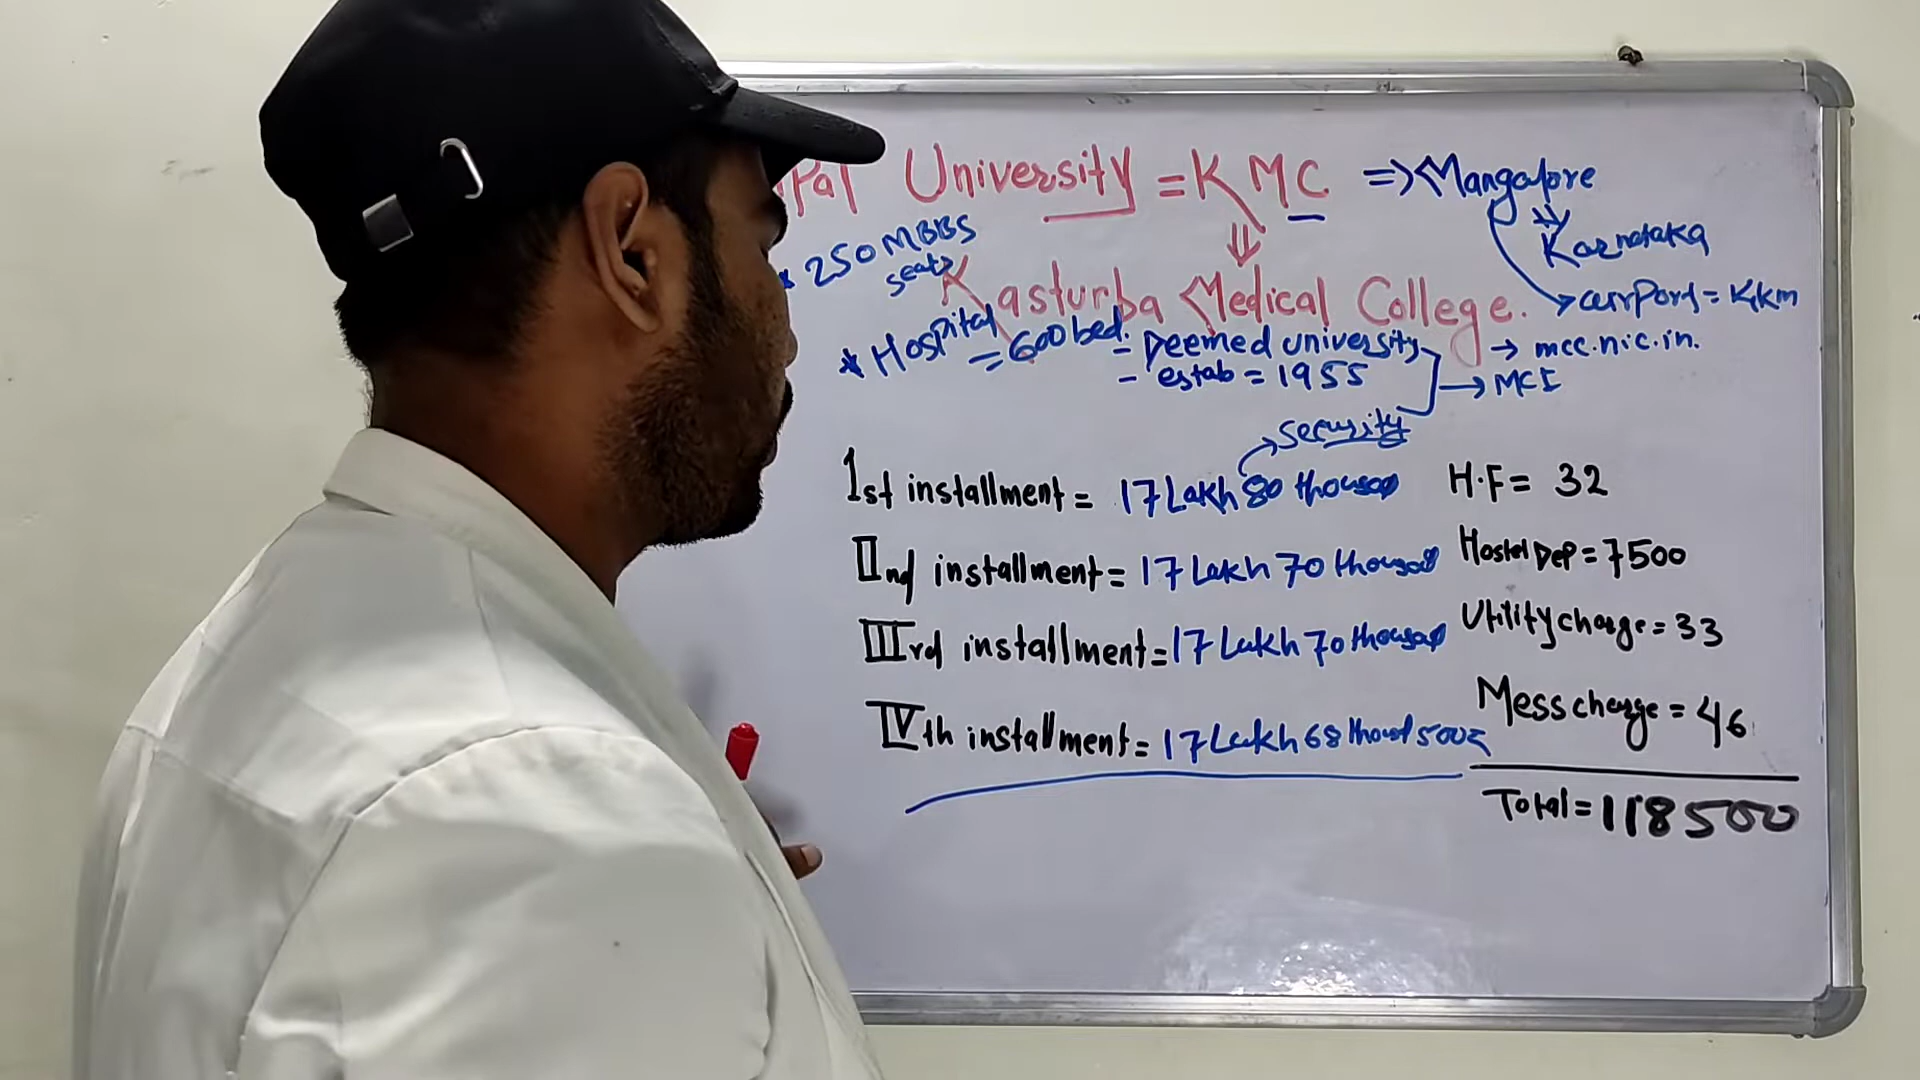 University = KMC => Mangalore
* 250 MBBS seats
Karnataka
Kasturba Medical College.
airport = 4km
* Hospital = 600 bed.
- Deemed university
→ mcc.nic.in.
- estab = 1955
→ MCI
→ Security
1st installment = 17 Lakh 80 thousand
H.F = 32
IInd installment = 17 Lakh 70 thousand
Hostel Dep = 7500
IIIrd installment = 17 Lakh 70 thousand
Utility charge = 33
IVth installment = 17 Lakh 68 thousd 500
Mess charge = 46
Total = 118500